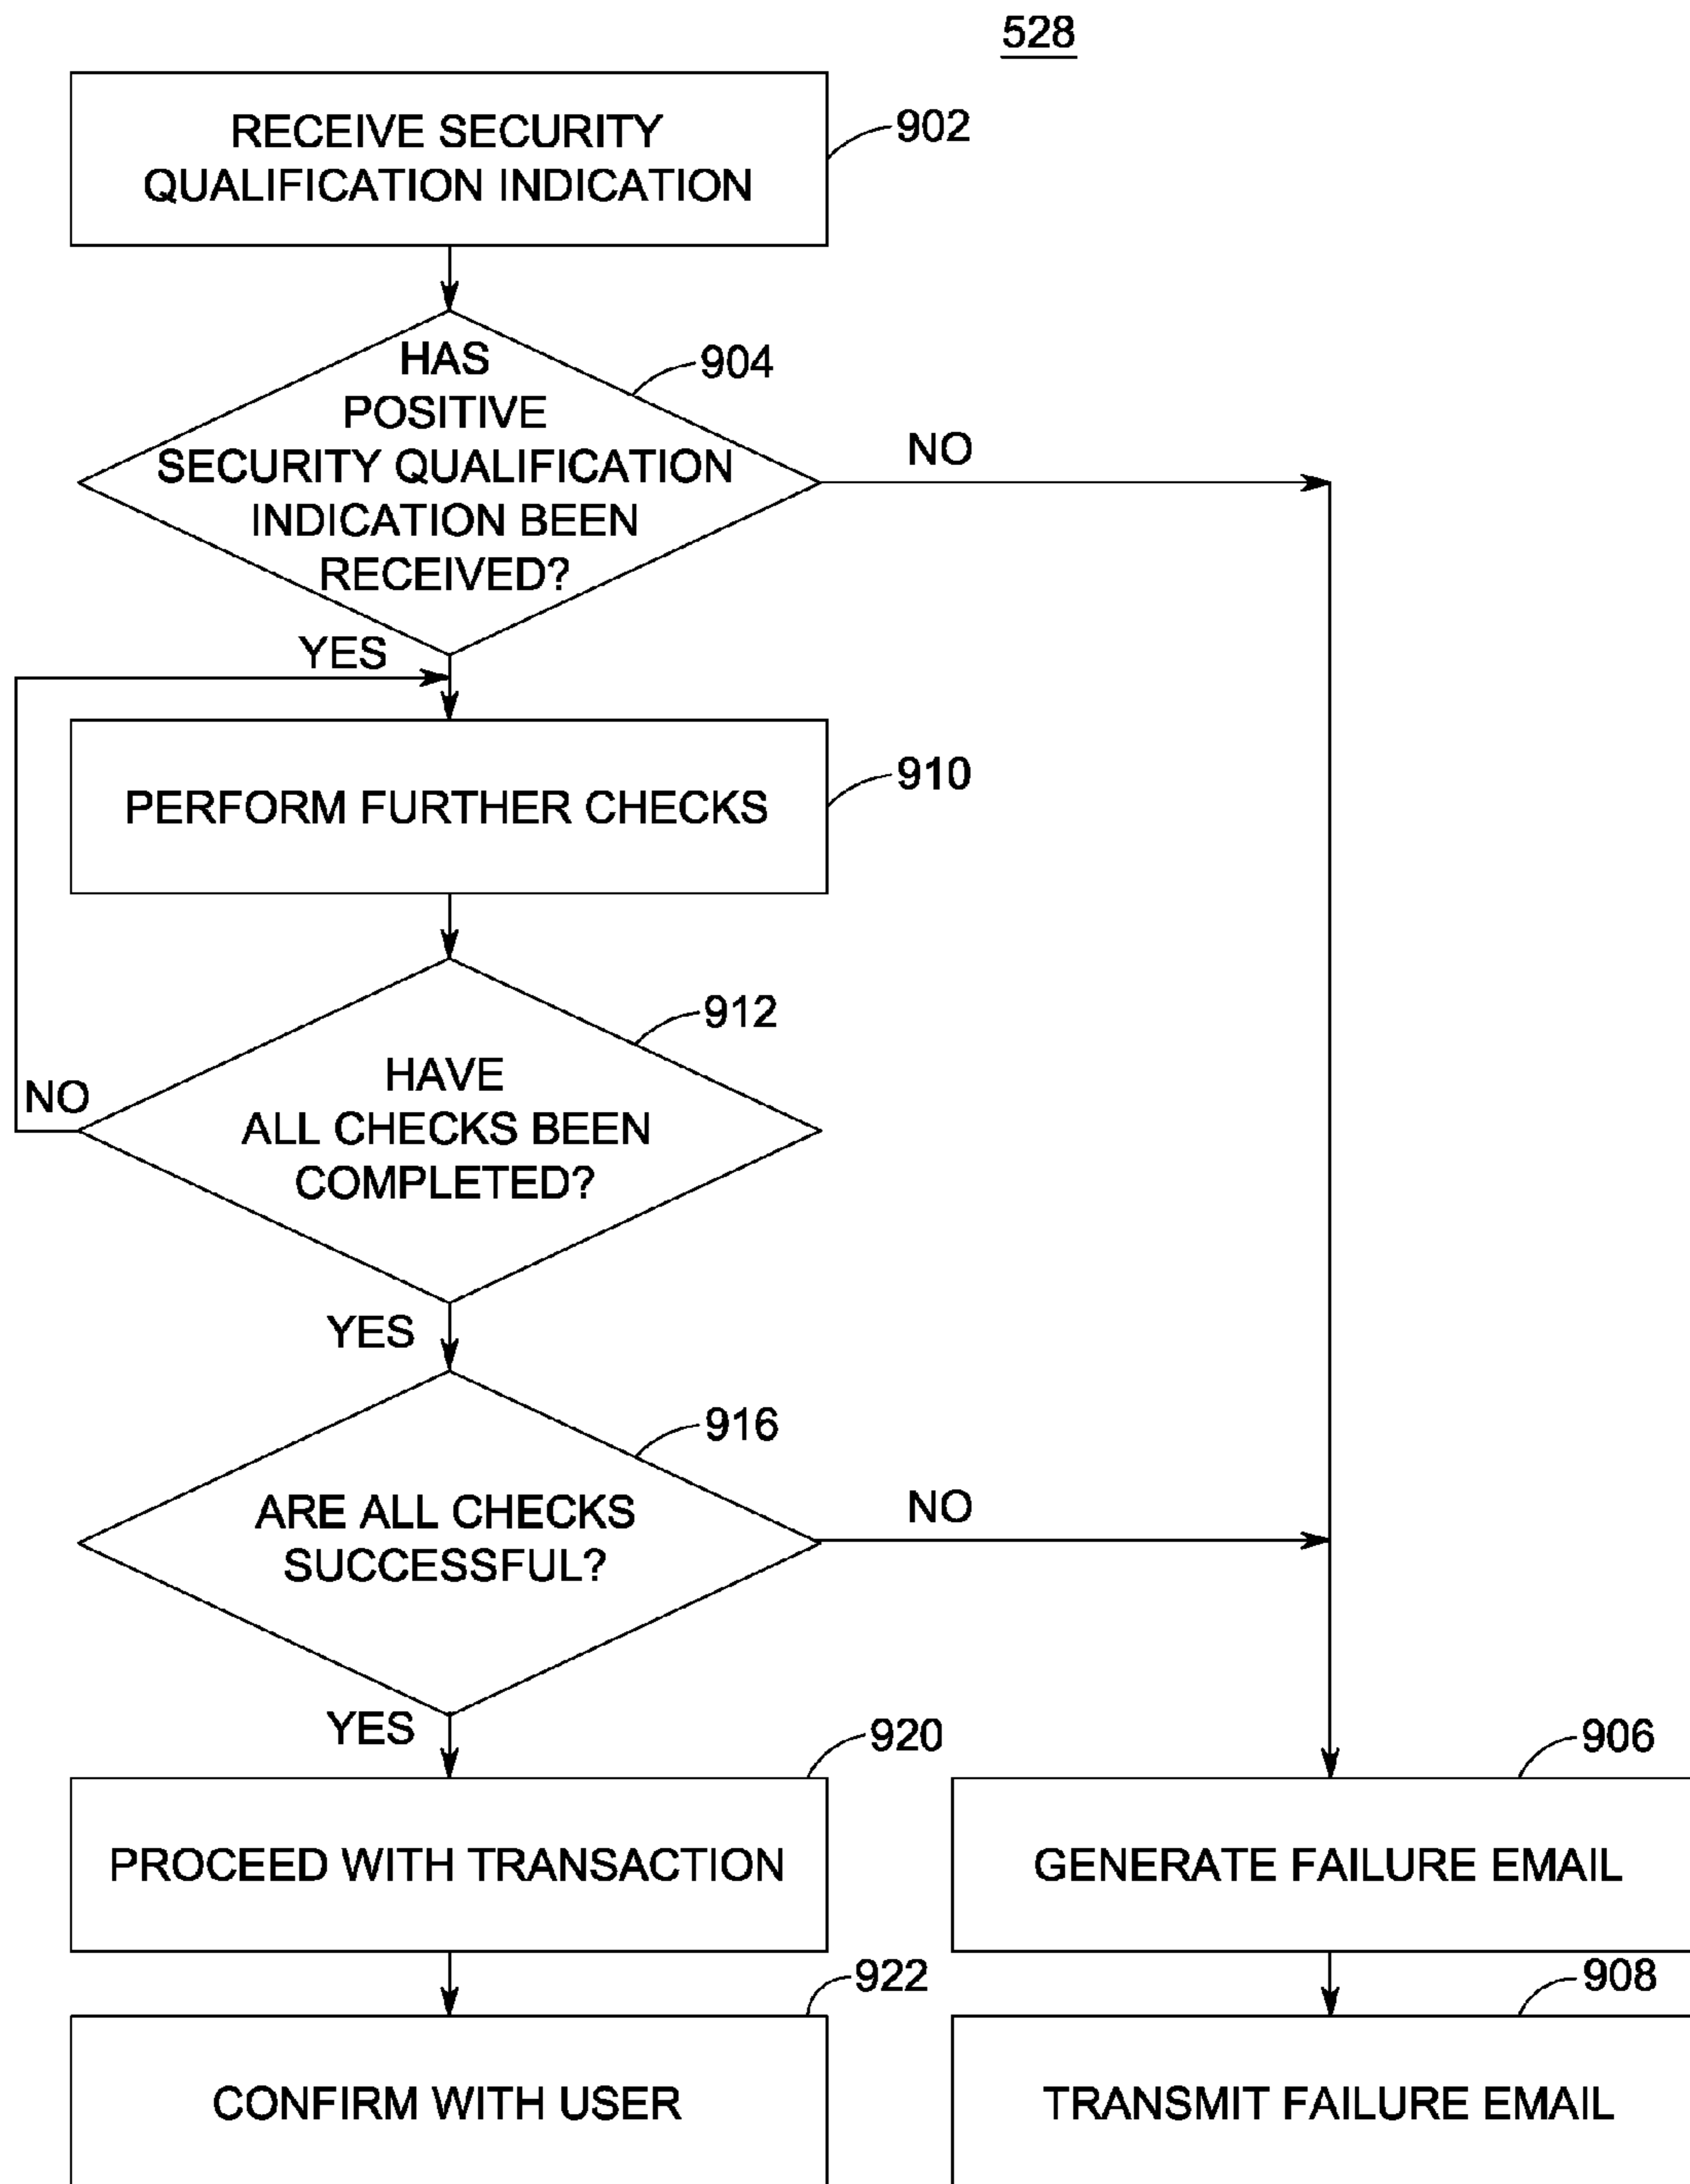 528
RECEIVE SECURITY
QUALIFICATION INDICATION
902
HAS
POSITIVE
SECURITY QUALIFICATION
INDICATION BEEN
RECEIVED?
904
NO
YES
PERFORM FURTHER CHECKS
910
HAVE
ALL CHECKS BEEN
COMPLETED?
912
NO
YES
ARE ALL CHECKS
SUCCESSFUL?
916
NO
YES
PROCEED WITH TRANSACTION
920
GENERATE FAILURE EMAIL
906
CONFIRM WITH USER
922
TRANSMIT FAILURE EMAIL
908